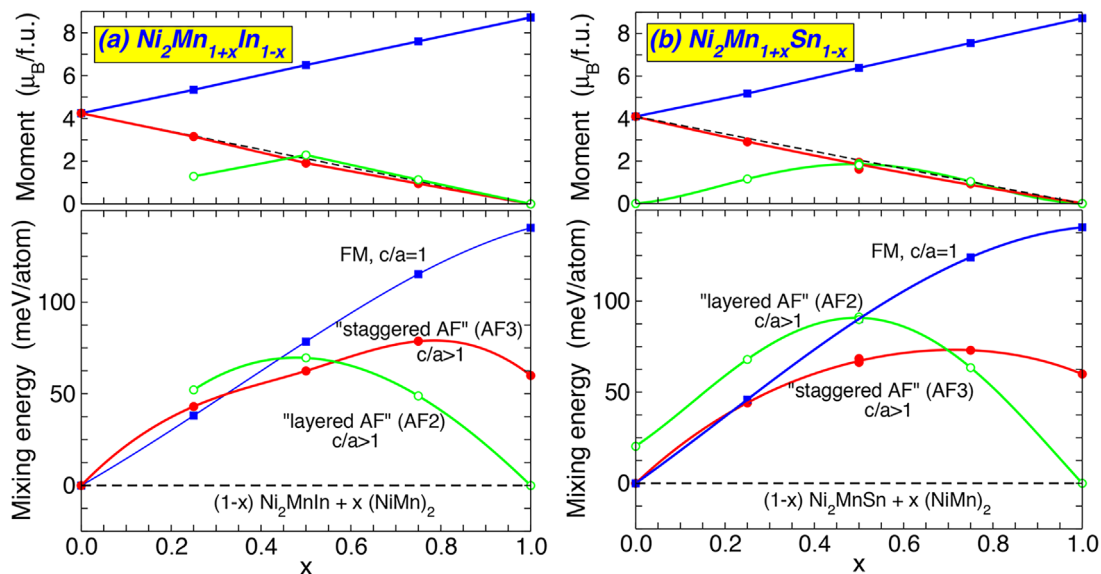 (a) Ni2Mn1+xIn1-x
Moment (μB/f.u.)
8
6
4
2
0
FM, c/a=1
"staggered AF" (AF3)
c/a>1
"layered AF" (AF2)
c/a>1
(1-x) Ni2MnIn + x (NiMn)2
Mixing energy (meV/atom)
100
50
0
0.0 0.2 0.4 0.6 0.8 1.0
x
(b) Ni2Mn1+xSn1-x
Moment (μB/f.u.)
8
6
4
2
0
FM, c/a=1
"layered AF" (AF2)
c/a>1
"staggered AF" (AF3)
c/a>1
(1-x) Ni2MnSn + x (NiMn)2
Mixing energy (meV/atom)
100
50
0
0.0 0.2 0.4 0.6 0.8 1.0
x